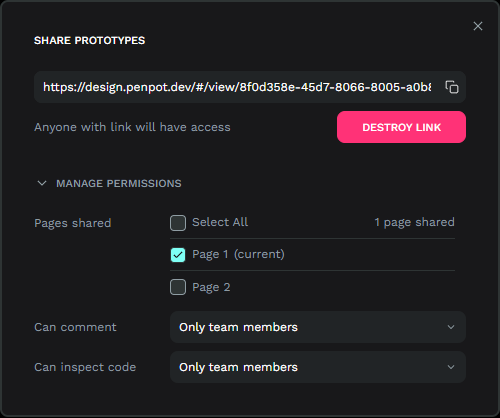 SHARE PROTOTYPES
https://design.penpot.dev/#/view/8f0d358e-45d7-8066-8005-a0b8
Anyone with link will have access
DESTROY LINK
MANAGE PERMISSIONS
Pages shared
Select All
1 page shared
Page 1 (current)
Page 2
Can comment
Only team members
Can inspect code
Only team members